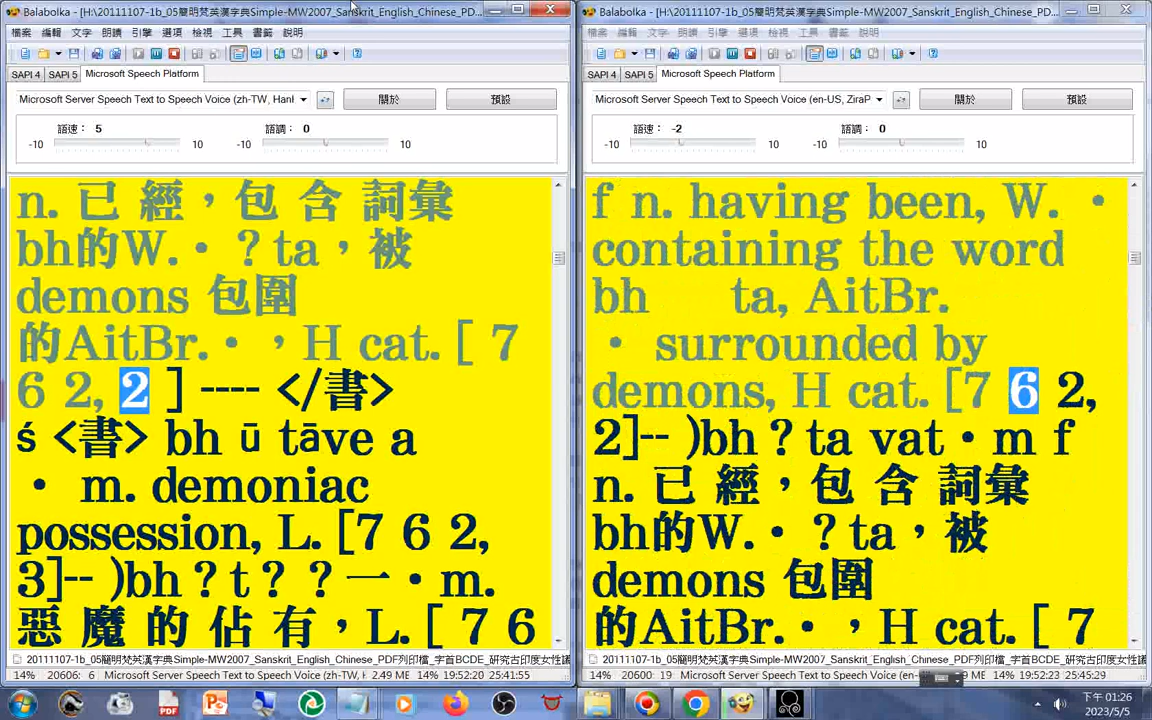 Balabolka - [H:\20111107-1b_05簡明梵英漢字典Simple-MW2007_Sanskrit_English_Chinese_PD...
檔案 編輯 文字 朗讀 引擎 選項 檢視 工具 書籤 說明
SAPI 4 SAPI 5 Microsoft Speech Platform
Microsoft Server Speech Text to Speech Voice (zh-TW, HanI 關於 預設
語速： 5 語調： 0
-10 10 -10 10
n. 已 經，包 含 詞彙
bh的W.•？ta，被
demons 包圍
的AitBr.•，H cat. [ 7
6 2, 2 ] ---- </書>
ś <書> bh ū tāve a
• m. demoniac
possession, L. [7 6 2,
3]-- )bh？t？？一•m.
惡 魔 的 佔 有，L. [ 7 6
20111107-1b_05簡明梵英漢字典Simple-MW2007_Sanskrit_English_Chinese_PDF列印檔_字首BCDE_研究古印度女性議
14% 20606: 6 Microsoft Server Speech Text to Speech Voice (zh-TW, H 2.49 MB 14% 19:52:20 25:41:55
Balabolka - [H:\20111107-1b_05簡明梵英漢字典Simple-MW2007_Sanskrit_English_Chinese_PD...
檔案 編輯 文字 朗讀 引擎 選項 檢視 工具 書籤 說明
SAPI 4 SAPI 5 Microsoft Speech Platform
Microsoft Server Speech Text to Speech Voice (en-US, ZiraP 關於 預設
語速： -2 語調： 0
-10 10 -10 10
f n. having been, W. •
containing the word
bh ta, AitBr.
• surrounded by
demons, H cat. [7 6 2,
2]-- )bh？ta vat•m f
n. 已 經，包 含 詞彙
bh的W.•？ta，被
demons 包圍
的AitBr.•，H cat. [ 7
20111107-1b_05簡明梵英漢字典Simple-MW2007_Sanskrit_English_Chinese_PDF列印檔_字首BCDE_研究古印度女性議
14% 20600: 19 Microsoft Server Speech Text to Speech Voice (en-US 14% 19:52:23 25:45:29
下午 01:26
2023/5/5